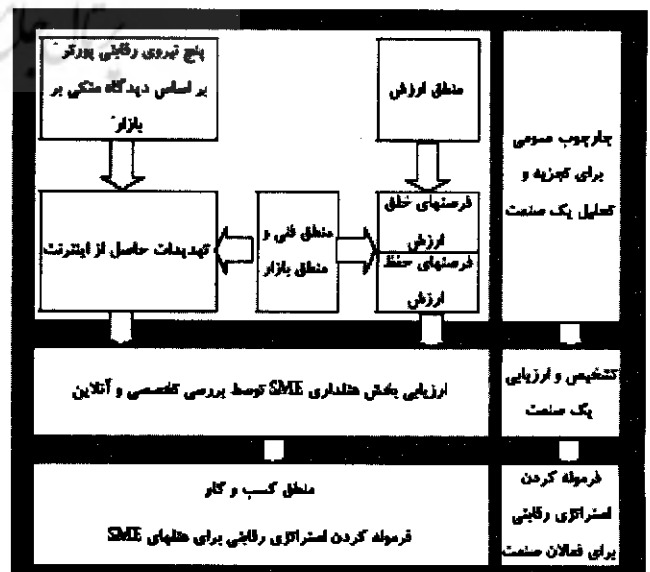 پنج نیروی رقابتی پورتر
بر اساس دیدگاه متکی بر
بازار
منطق ارزش
چارچوب عمومی
برای تجزیه و
تحلیل یک صنعت
تهدیدات حاصل از اینترنت
منطق فنی و
منطق بازار
فرصتهای خلق
ارزش
فرصتهای حفظ
ارزش
ارزیابی بخش هتلداری SME توسط بررسی تخصصی و آنلاین
تشخیص و ارزیابی
یک صنعت
منطق کسب و کار
فرموله کردن استراتژی رقابتی برای هتلهای SME
فرموله کردن
استراتژی رقابتی
برای فعالان صنعت